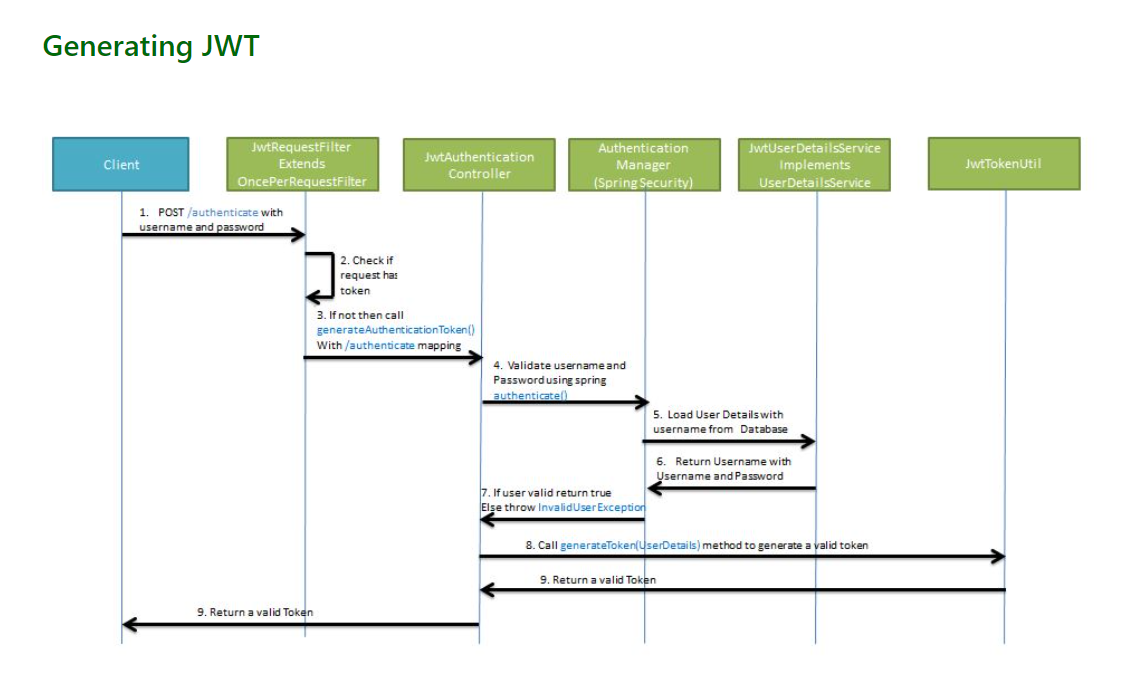 Generating JWT
Client
JwtRequestFilter
Extends
OncePerRequestFilter
JwtAuthentication
Controller
Authentication
Manager
(Spring Security)
JwtUserDetailsService
Implements
UserDetailsService
JwtTokenUtil
1. POST /authenticate with
username and password
2. Check if
request has
token
3. If not then call
generateAuthenticationToken()
With /authenticate mapping
4. Validate username and
Password using spring
authenticate()
5. Load User Details with
username from Database
6. Return Username with
Username and Password
7. If user valid return true
Else throw InvalidUserException
8. Call generateToken(UserDetails) method to generate a valid token
9. Return a valid Token
9. Return a valid Token